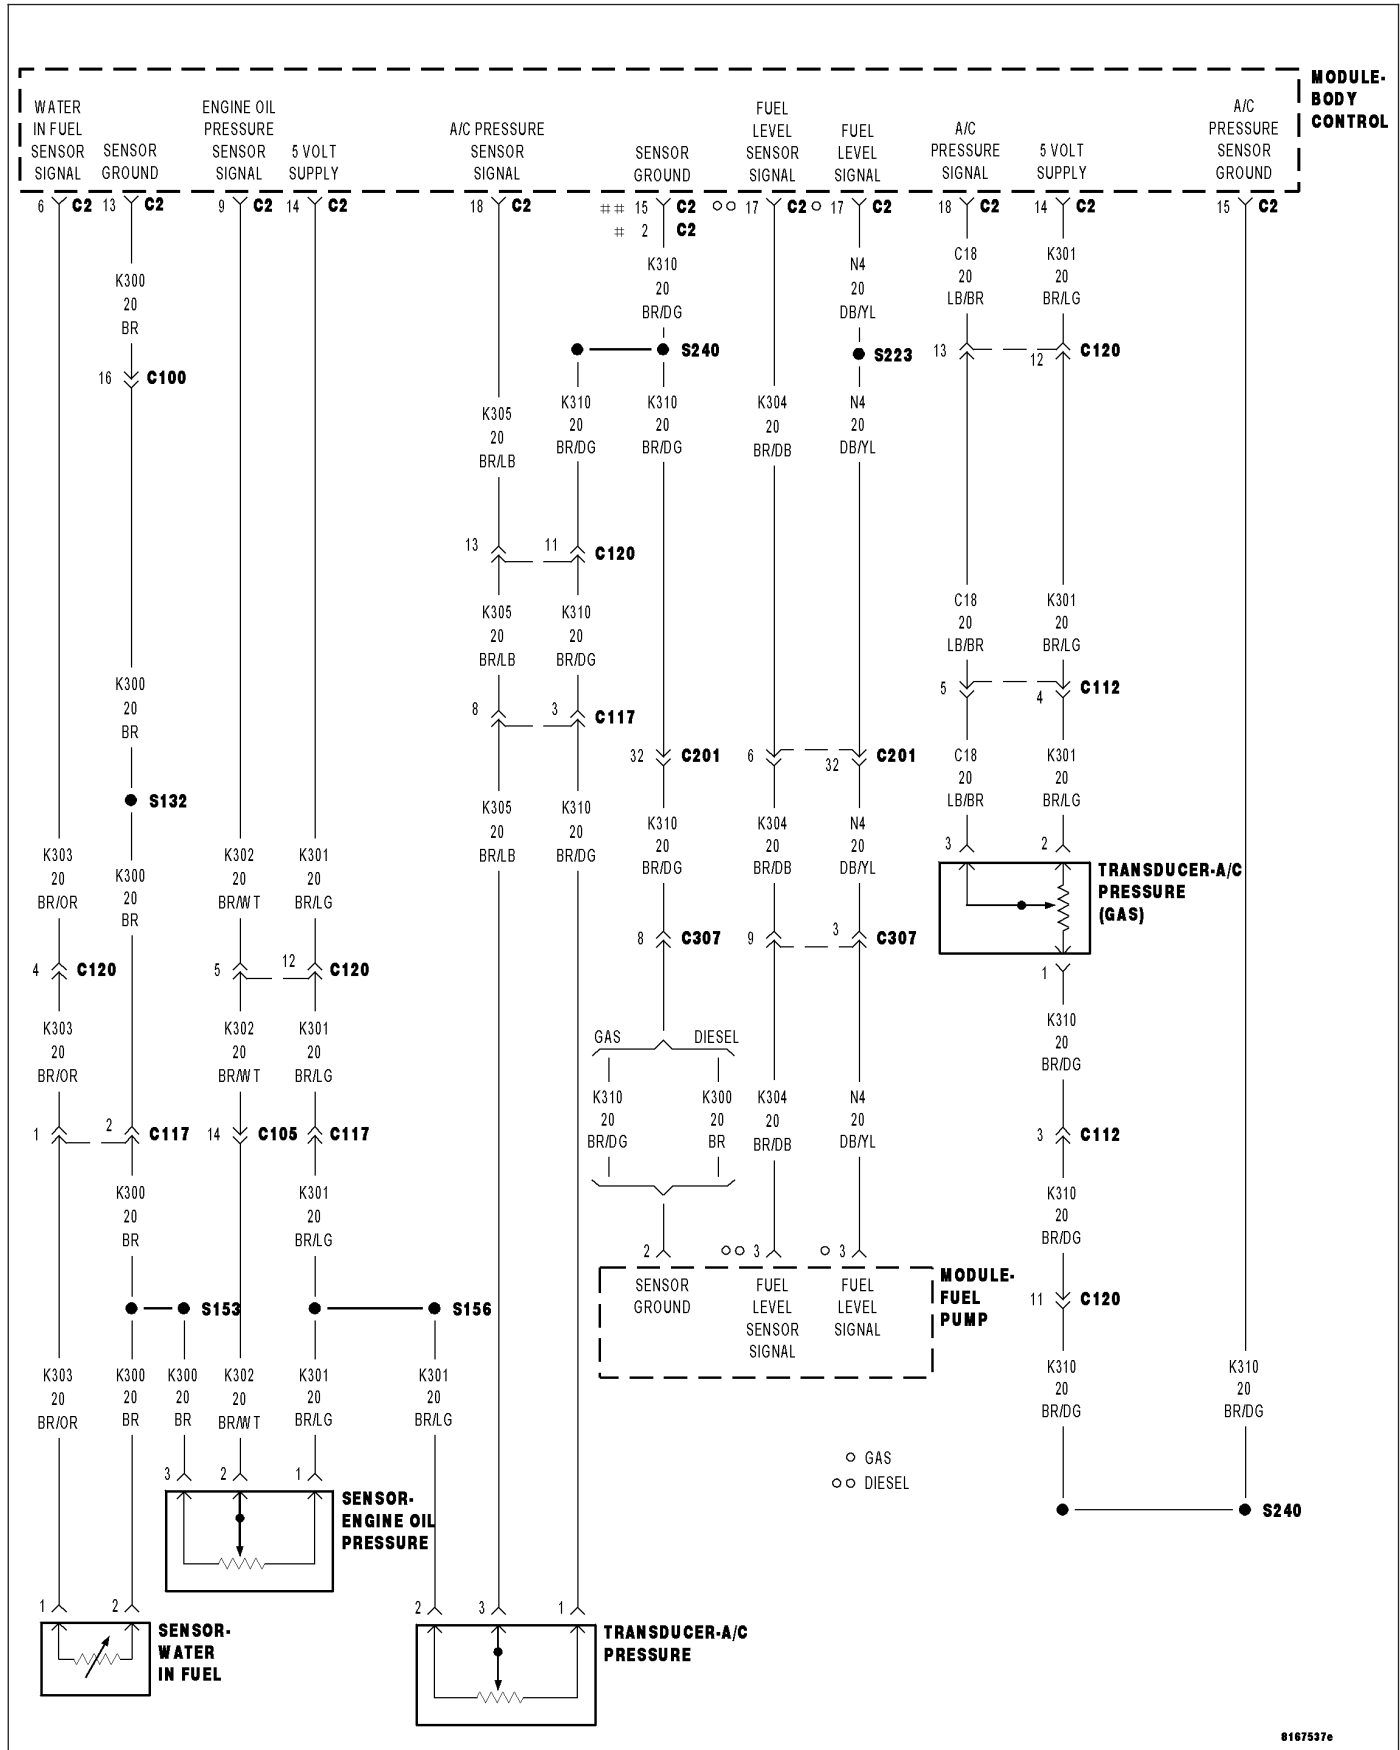 MODULE-
BODY
CONTROL
WATER
IN FUEL
SENSOR
SIGNAL
SENSOR
GROUND
ENGINE OIL
PRESSURE
SENSOR
SIGNAL
5 VOLT
SUPPLY
A/C PRESSURE
SENSOR
SIGNAL
SENSOR
GROUND
FUEL
LEVEL
SENSOR
SIGNAL
FUEL
LEVEL
SIGNAL
A/C
PRESSURE
SIGNAL
5 VOLT
SUPPLY
A/C
PRESSURE
SENSOR
GROUND
6 C2 13 C2 9 C2 14 C2 18 C2 ## 15 C2 OO 17 C2 O 17 C2 18 C2 14 C2 15 C2
# 2 C2
K300
20
BR
K310
20
BR/DG
N4
20
DB/YL
C18
20
LB/BR
K301
20
BR/LG
16 C100
S240
S223
13 12 C120
K305
20
BR/LB
K310
20
BR/DG
K310
20
BR/DG
K304
20
BR/DB
N4
20
DB/YL
13 11 C120
K305
20
BR/LB
K310
20
BR/DG
C18
20
LB/BR
K301
20
BR/LG
K300
20
BR
8 3 C117
5 4 C112
32 C201
6 32 C201
S132
K305
20
BR/LB
K310
20
BR/DG
K310
20
BR/DG
K304
20
BR/DB
N4
20
DB/YL
C18
20
LB/BR
K301
20
BR/LG
K303
20
BR/OR
K300
20
BR
K302
20
BR/WT
K301
20
BR/LG
3 2
TRANSDUCER-A/C
PRESSURE
(GAS)
1
8 C307
9 3 C307
4 C120
5 12 C120
K303
20
BR/OR
K302
20
BR/WT
K301
20
BR/LG
GAS DIESEL
K310
20
BR/DG
K310
20
BR/DG
K300
20
BR
K304
20
BR/DB
N4
20
DB/YL
1 2 C117
14 C105
C117
3 C112
K300
20
BR
K301
20
BR/LG
K310
20
BR/DG
2 OO 3 O 3
MODULE-
FUEL
PUMP
SENSOR
GROUND
FUEL
LEVEL
SENSOR
SIGNAL
FUEL
LEVEL
SIGNAL
11 C120
S153
S156
K303
20
BR/OR
K300
20
BR
K300
20
BR
K302
20
BR/WT
K301
20
BR/LG
K301
20
BR/LG
K310
20
BR/DG
K310
20
BR/DG
O GAS
OO DIESEL
3 2 1
SENSOR-
ENGINE OIL
PRESSURE
S240
1 2
SENSOR-
WATER
IN FUEL
2 3 1
TRANSDUCER-A/C
PRESSURE
8167537e